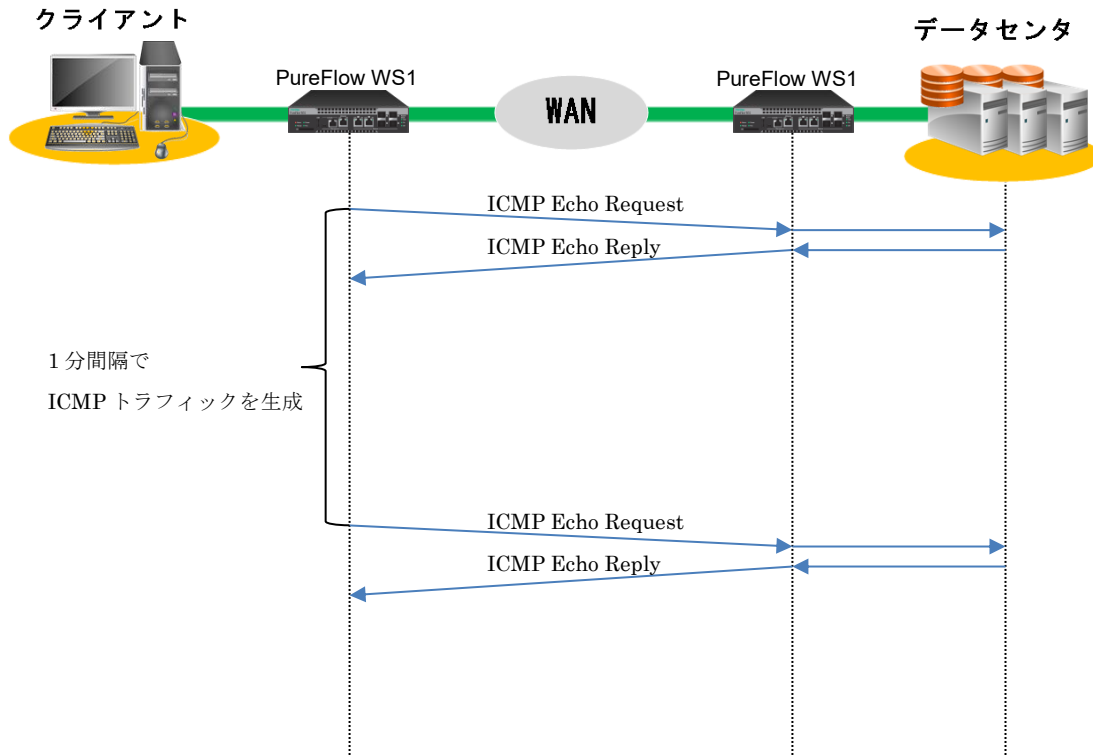 クライアント
データセンタ
PureFlow WS1
PureFlow WS1
WAN
ICMP Echo Request
ICMP Echo Reply
1 分間隔で
ICMP トラフィックを生成
ICMP Echo Request
ICMP Echo Reply